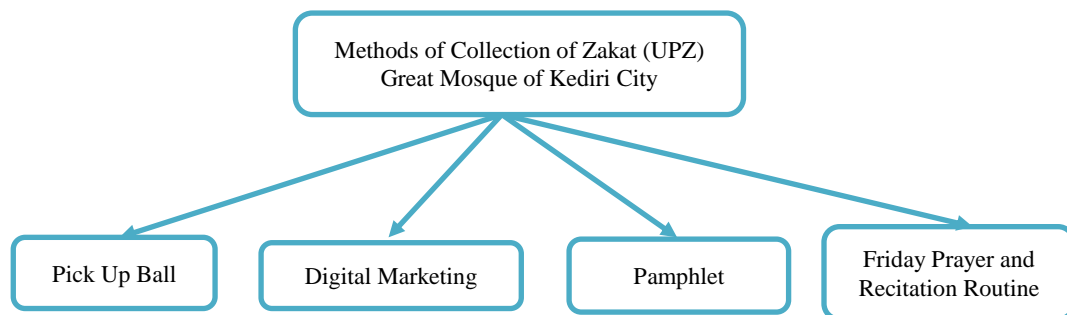 Methods of Collection of Zakat (UPZ)
Great Mosque of Kediri City
Pick Up Ball
Digital Marketing
Pamphlet
Friday Prayer and
Recitation Routine